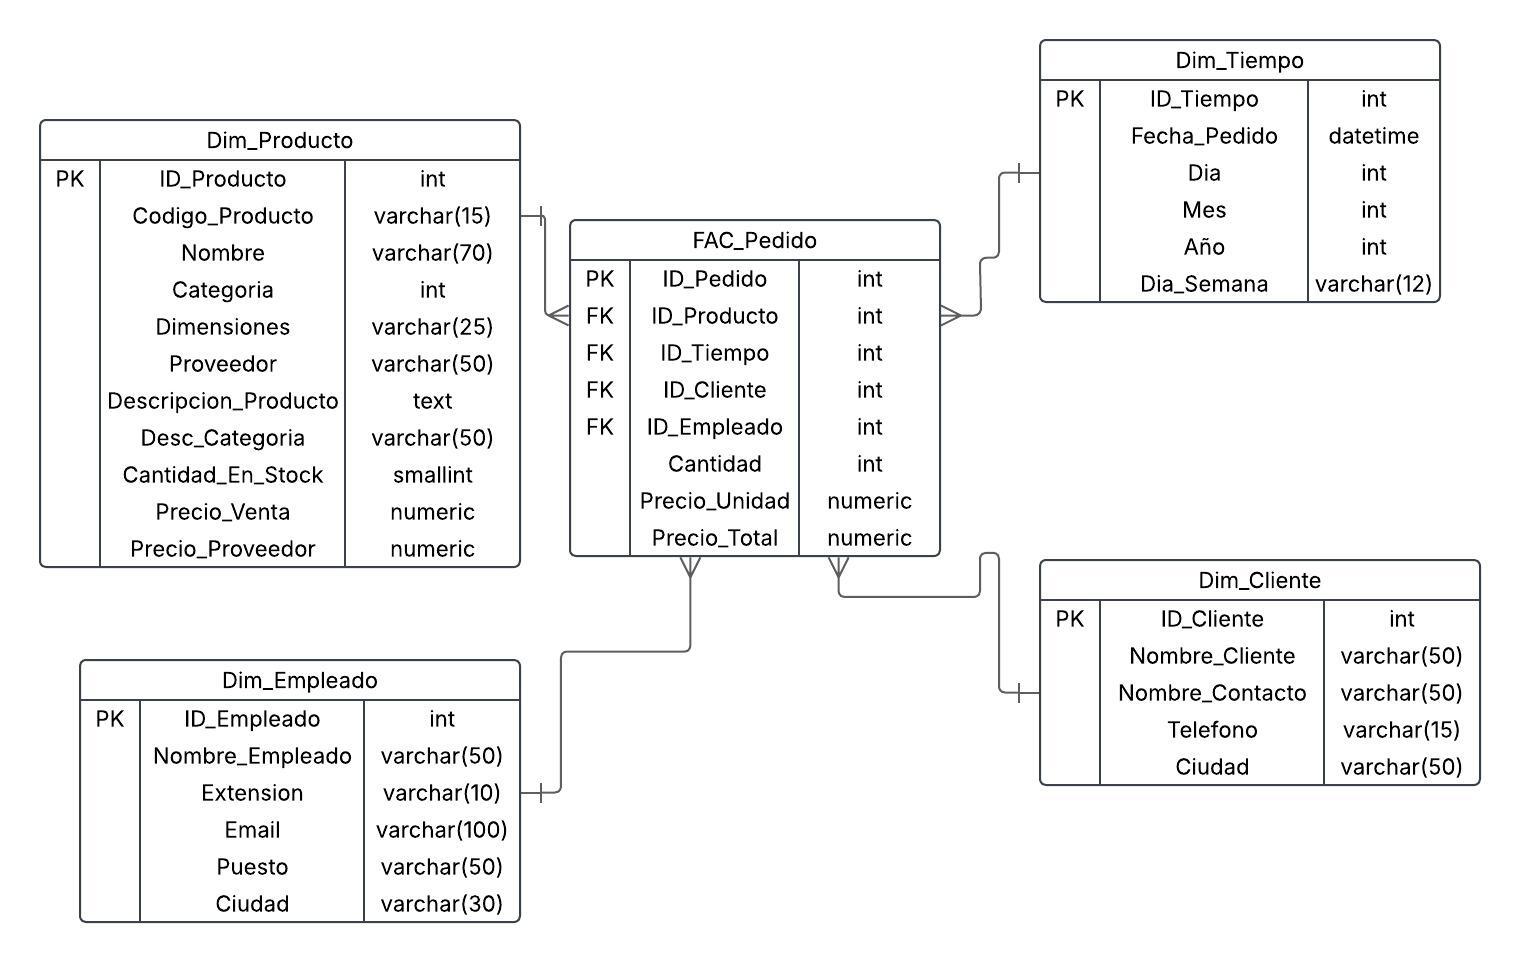 Dim_Producto
PK ID_Producto int
Codigo_Producto varchar(15)
Nombre varchar(70)
Categoria int
Dimensiones varchar(25)
Proveedor varchar(50)
Descripcion_Producto text
Desc_Categoria varchar(50)
Cantidad_En_Stock smallint
Precio_Venta numeric
Precio_Proveedor numeric
FAC_Pedido
PK ID_Pedido int
FK ID_Producto int
FK ID_Tiempo int
FK ID_Cliente int
FK ID_Empleado int
Cantidad int
Precio_Unidad numeric
Precio_Total numeric
Dim_Tiempo
PK ID_Tiempo int
Fecha_Pedido datetime
Dia int
Mes int
Año int
Dia_Semana varchar(12)
Dim_Empleado
PK ID_Empleado int
Nombre_Empleado varchar(50)
Extension varchar(10)
Email varchar(100)
Puesto varchar(50)
Ciudad varchar(30)
Dim_Cliente
PK ID_Cliente int
Nombre_Cliente varchar(50)
Nombre_Contacto varchar(50)
Telefono varchar(15)
Ciudad varchar(50)